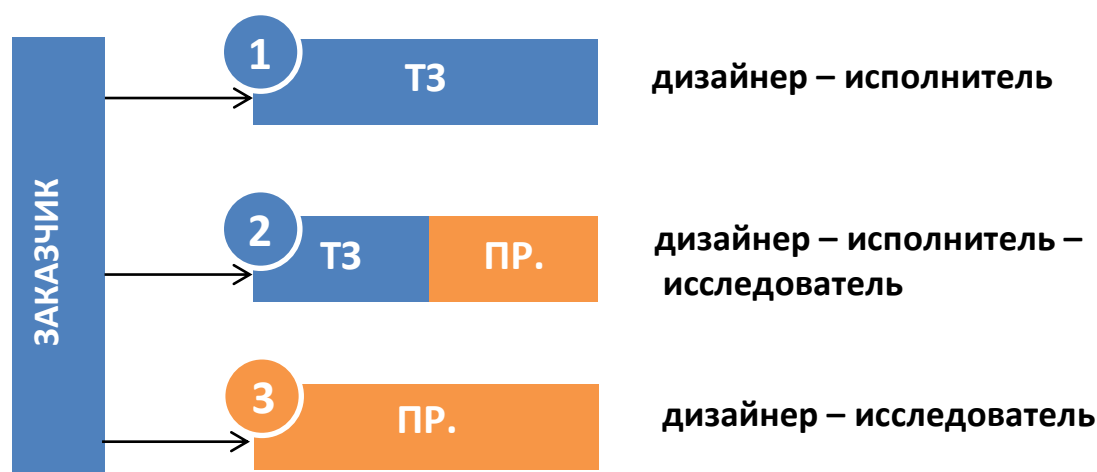 ЗАКАЗЧИК
1
ТЗ
дизайнер – исполнитель
2
ТЗ
ПР.
дизайнер – исполнитель –
исследователь
3
ПР.
дизайнер – исследователь